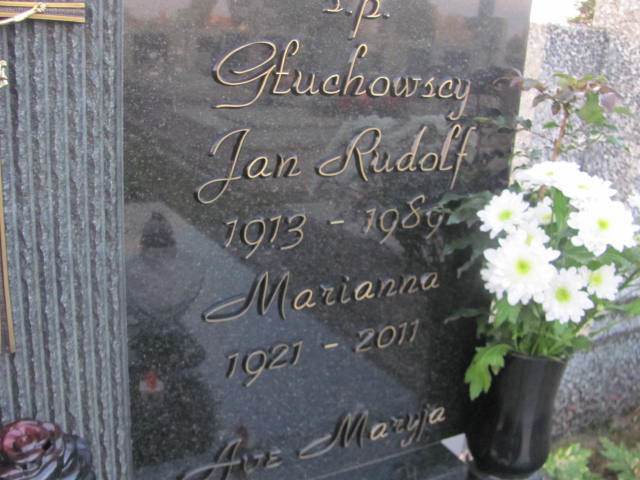 ś.p.
Głuchowscy
Jan Rudolf
1913 - 1989
Marianna
1921 - 2011
Ave Maryja